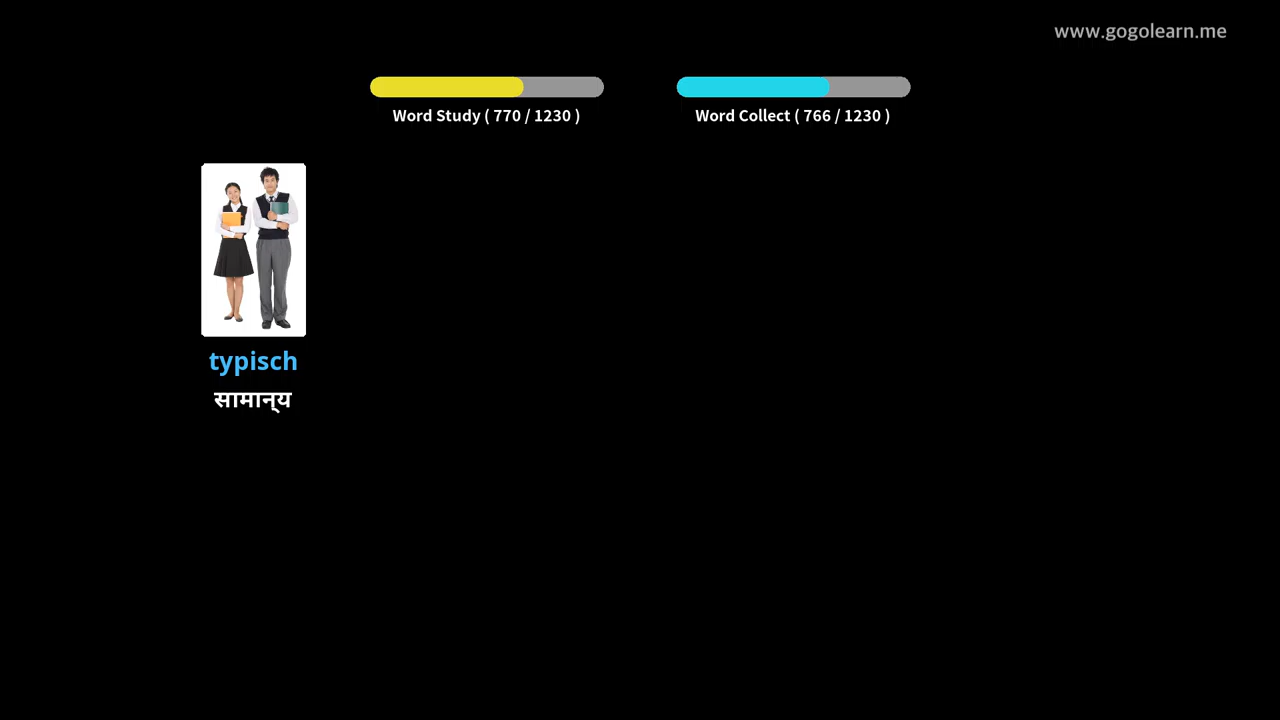 www.gogolearn.me
Word Study ( 770 / 1230 )
Word Collect ( 766 / 1230 )
typisch
सामान्य